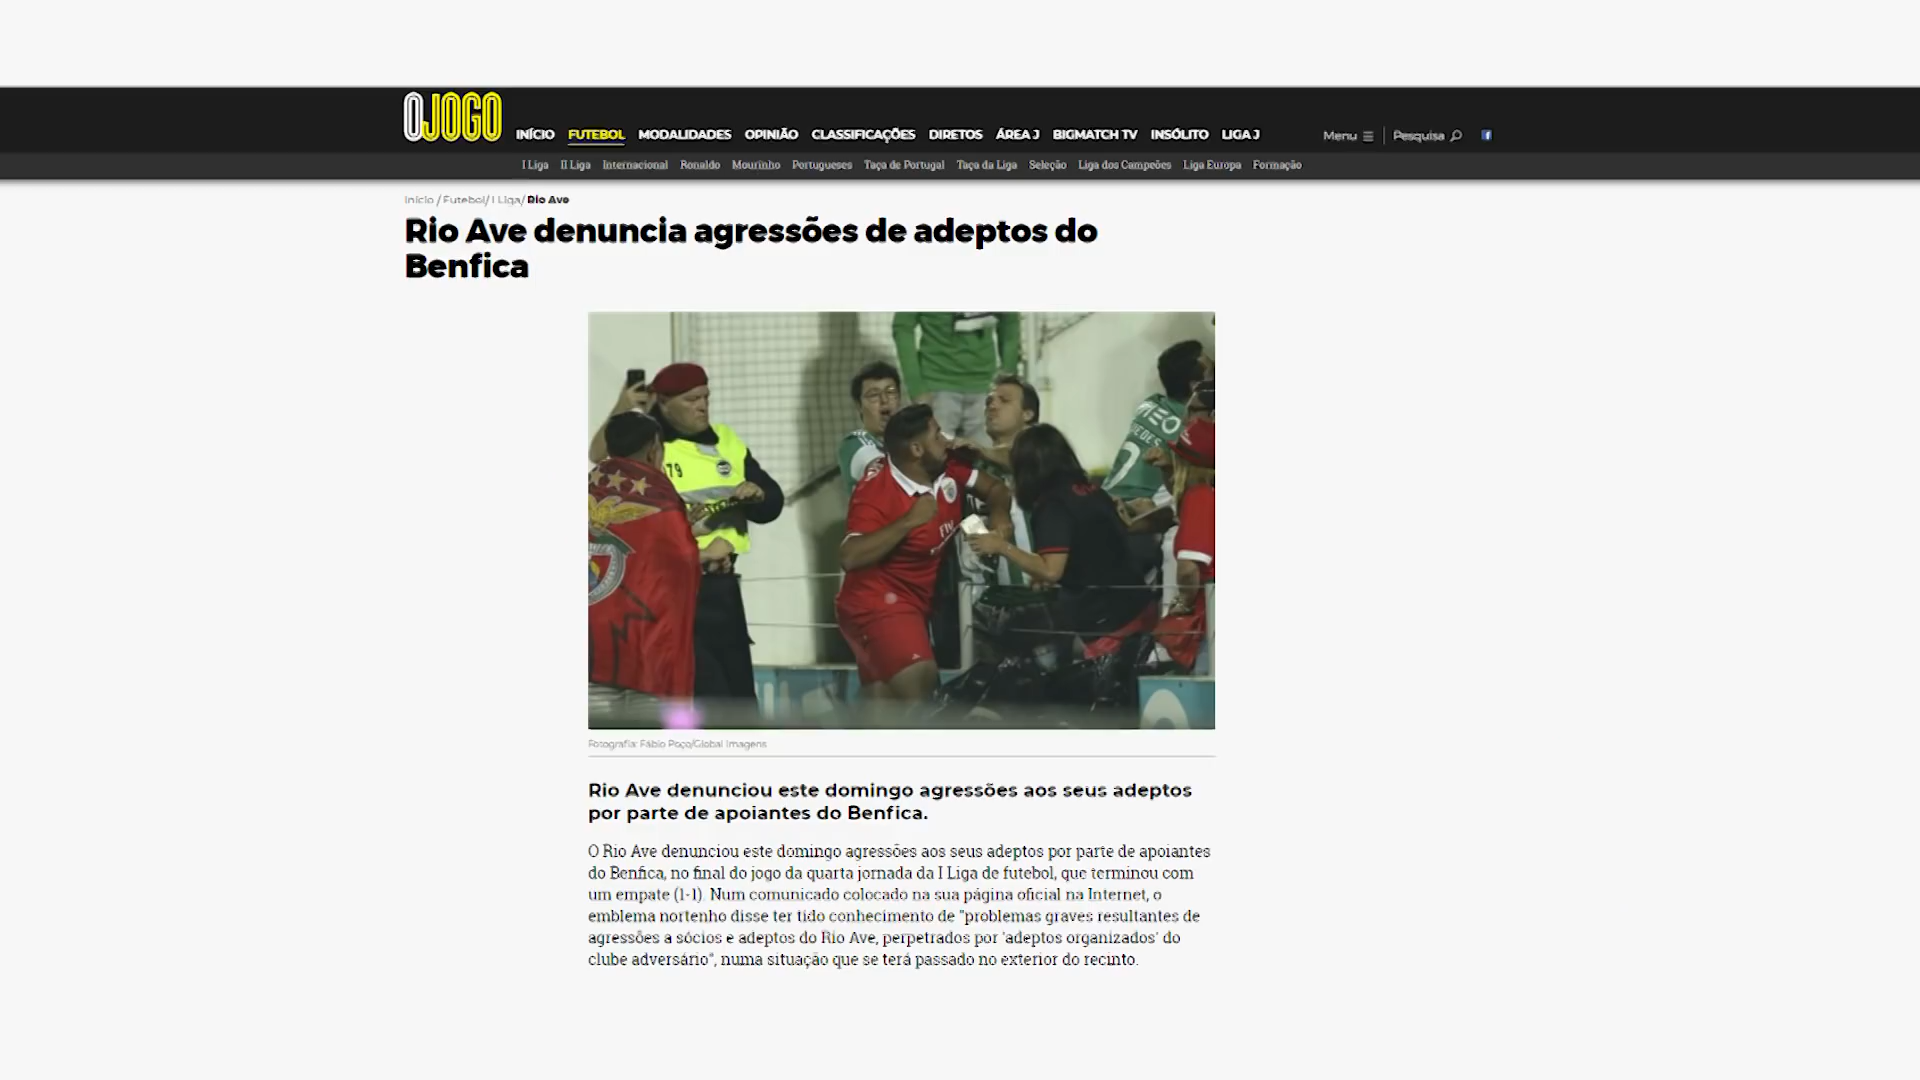 OJOGO
INÍCIO FUTEBOL MODALIDADES OPINIÃO CLASSIFICAÇÕES DIRETOS ÁREA J BIGMATCH TV INSÓLITO LIGA J
Menu Pesquisa f
I Liga II Liga Internacional Ronaldo Mourinho Portugueses Taça de Portugal Taça da Liga Seleção Liga dos Campeões Liga Europa Formação
Início / Futebol/ I Liga/ Rio Ave
Rio Ave denuncia agressões de adeptos do
Benfica
79
MEO
7
Fotografia: Fábio Poço/Global Imagens
Rio Ave denunciou este domingo agressões aos seus adeptos
por parte de apoiantes do Benfica.
O Rio Ave denunciou este domingo agressões aos seus adeptos por parte de apoiantes
do Benfica, no final do jogo da quarta jornada da I Liga de futebol, que terminou com
um empate (1-1). Num comunicado colocado na sua página oficial na Internet, o
emblema nortenho disse ter tido conhecimento de "problemas graves resultantes de
agressões a sócios e adeptos do Rio Ave, perpetrados por 'adeptos organizados' do
clube adversário", numa situação que se terá passado no exterior do recinto.